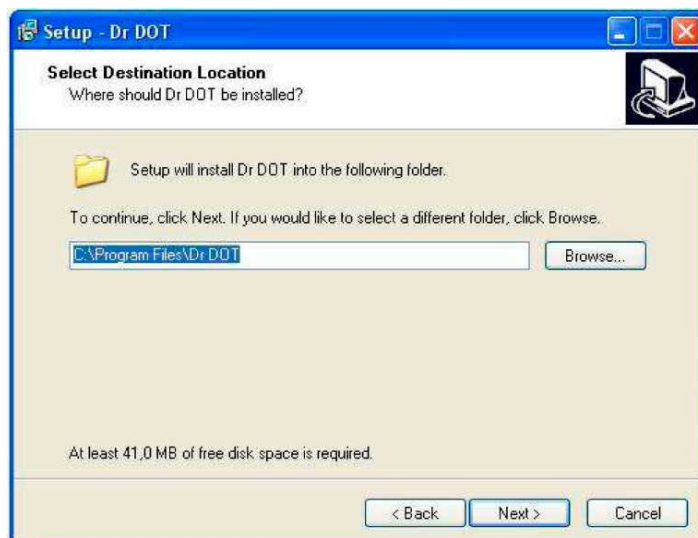 Setup - Dr DOT
Select Destination Location
Where should Dr DOT be installed?
Setup will install Dr DOT into the following folder.
To continue, click Next. If you would like to select a different folder, click Browse.
C:\Program Files\Dr DOT
Browse...
At least 41,0 MB of free disk space is required.
< Back
Next >
Cancel